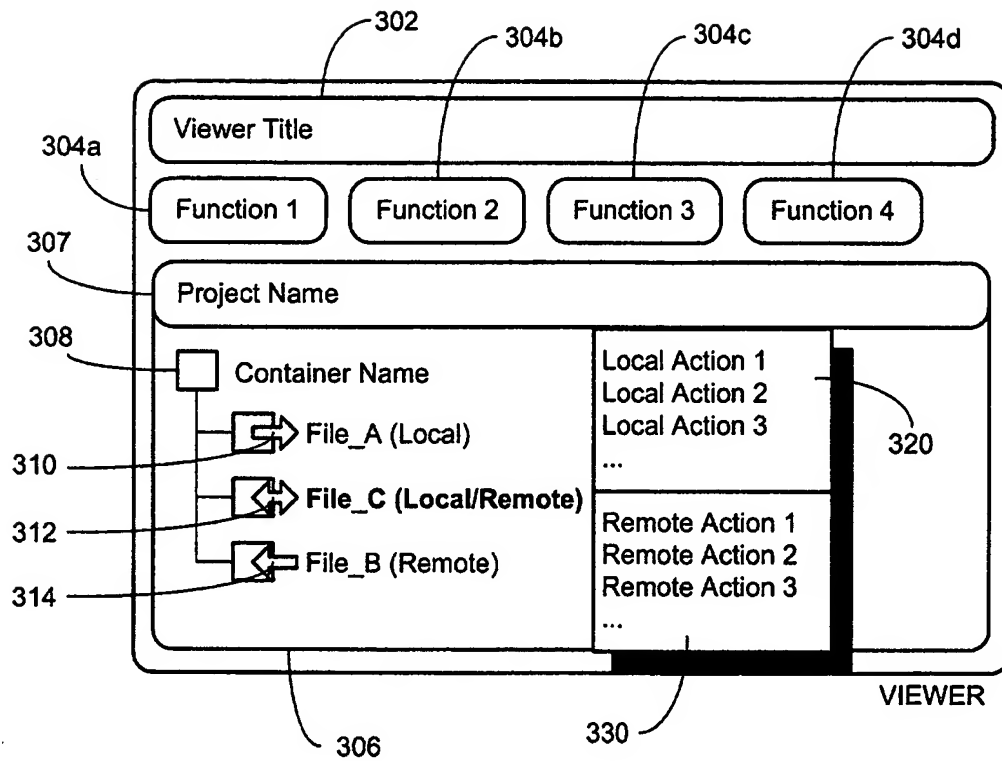 302
304b
304c
304d
Viewer Title
304a
Function 1
Function 2
Function 3
Function 4
307
Project Name
308
Container Name
Local Action 1
Local Action 2
Local Action 3
...
320
File_A (Local)
310
File_C (Local/Remote)
312
File_B (Remote)
314
Remote Action 1
Remote Action 2
Remote Action 3
...
VIEWER
306
330